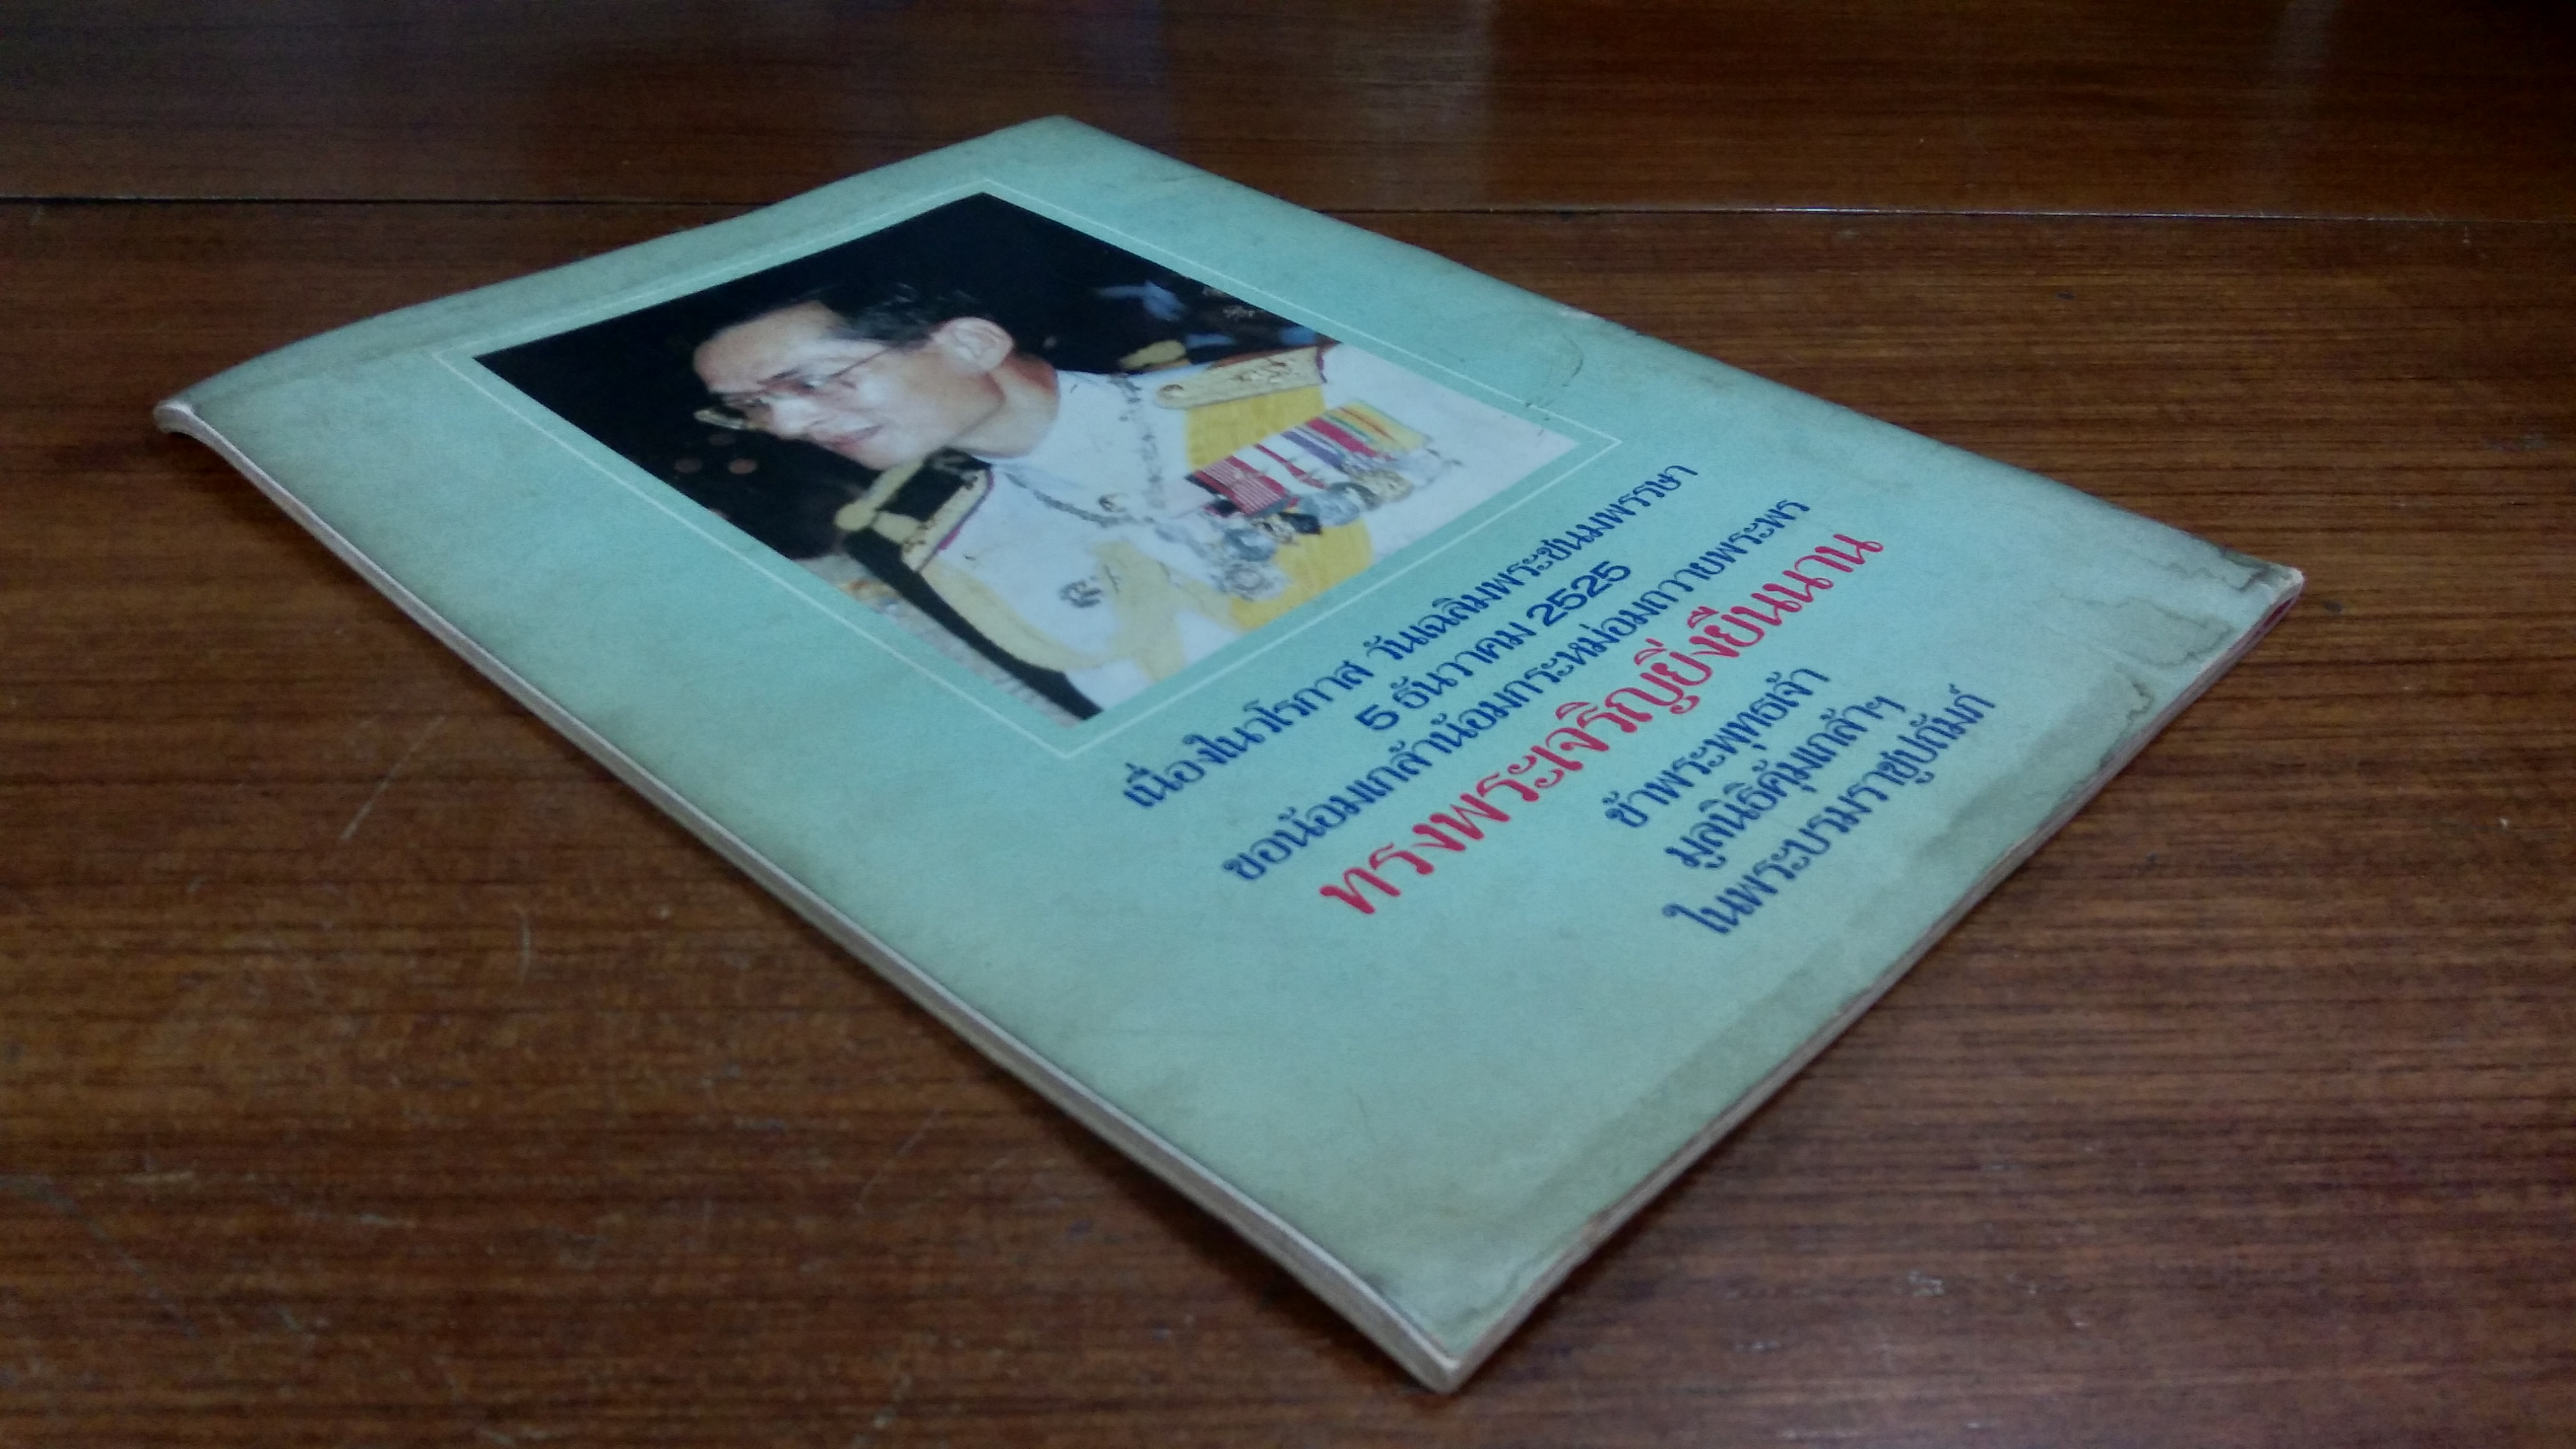 เนื่องในวโรกาส วันเฉลิมพระชนมพรรษา
5 ธันวาคม 2525
ขอน้อมเกล้าน้อมกระหม่อมถวายพระพร
ทรงพระเจริญยิ่งยืนนาน
ข้าพระพุทธเจ้า
มูลนิธิคุ้มเกล้าฯ
ในพระบรมราชูปถัมภ์